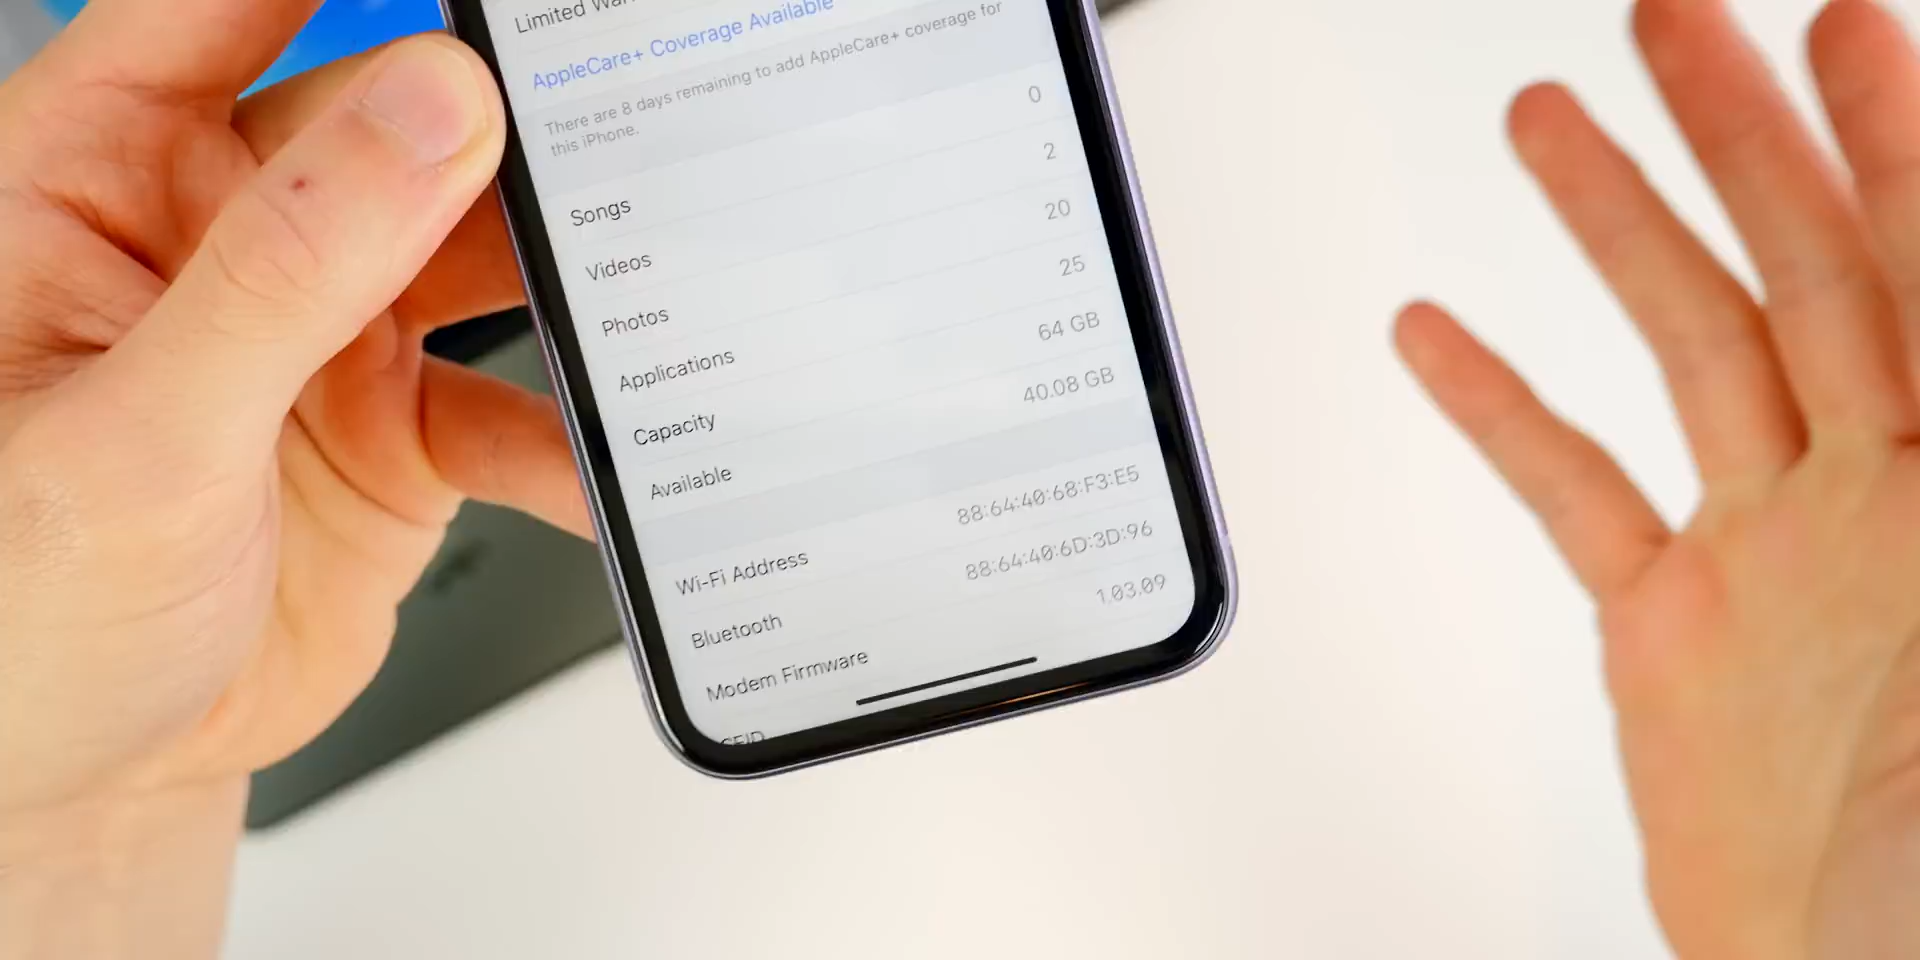 Limited
AppleCare+ Coverage Available
There are 8 days remaining to add AppleCare+ coverage for
this iPhone.
Songs 0
Videos 2
Photos 20
Applications 25
Capacity 64 GB
Available 40.08 GB
Wi-Fi Address 88:64:40:68:F3:E5
Bluetooth 88:64:40:6D:3D:96
Modem Firmware 1.03.09